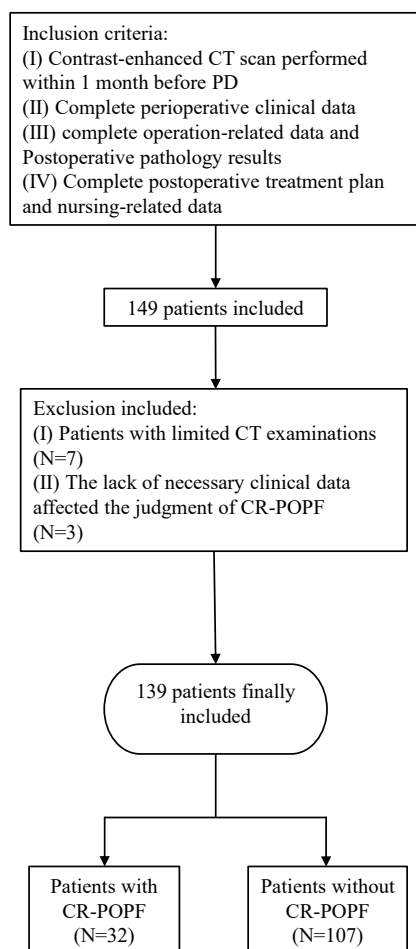 Inclusion criteria:
(I) Contrast-enhanced CT scan performed
within 1 month before PD
(II) Complete perioperative clinical data
(III) complete operation-related data and
Postoperative pathology results
(IV) Complete postoperative treatment plan
and nursing-related data
149 patients included
Exclusion included:
(I) Patients with limited CT examinations
(N=7)
(II) The lack of necessary clinical data
affected the judgment of CR-POPF
(N=3)
139 patients finally
included
Patients with
CR-POPF
(N=32)
Patients without
CR-POPF
(N=107)